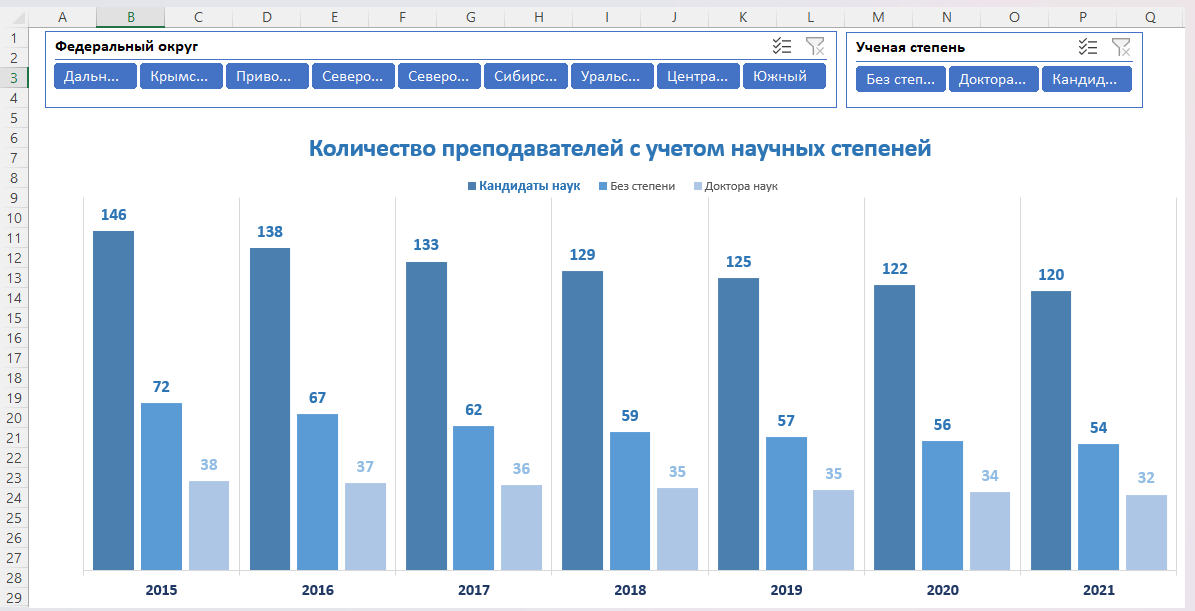 A B C D E F G H I J K L M N O P Q
1
2
3
4
5
6
7
8
9
10
11
12
13
14
15
16
17
18
19
20
21
22
23
24
25
26
27
28
29
Федеральный округ
Дальн... Крымс... Приво... Северо... Северо... Сибирс... Уральс... Центра... Южный
Ученая степень
Без степ... Доктора... Кандид...
Количество преподавателей с учетом научных степеней
Кандидаты наук Без степени Доктора наук
146 72 38
138 67 37
133 62 36
129 59 35
125 57 35
122 56 34
120 54 32
2015 2016 2017 2018 2019 2020 2021